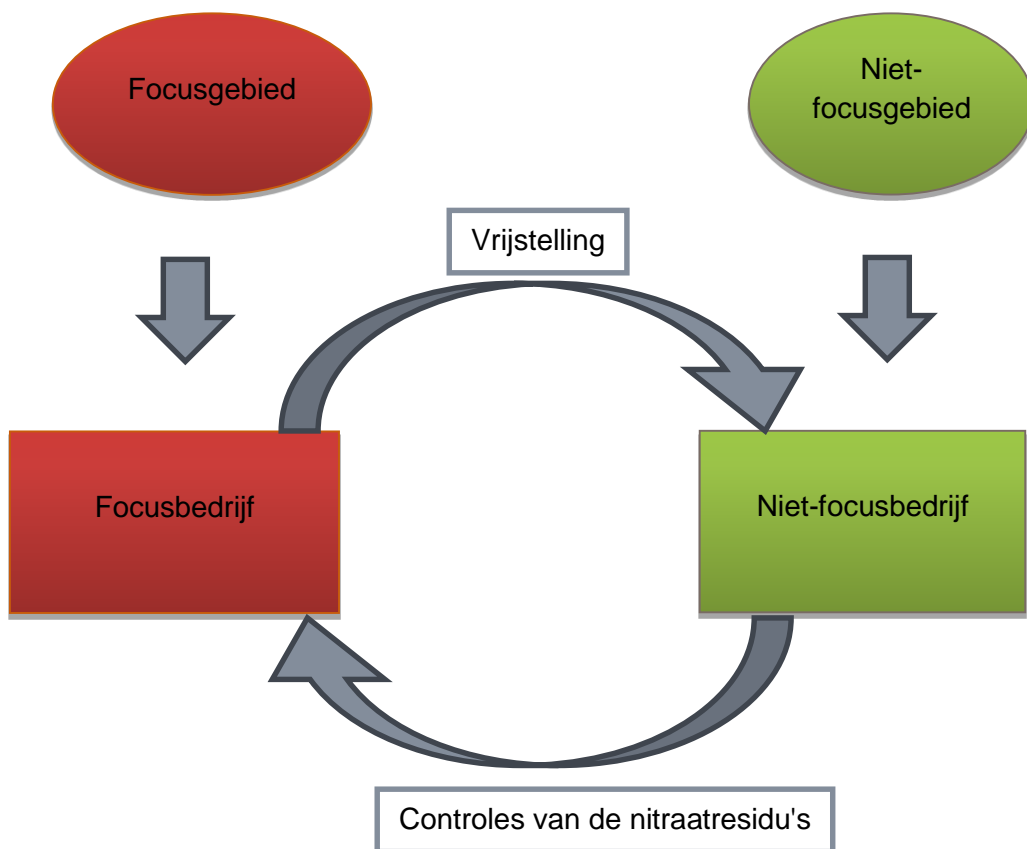 Focusgebied
Niet-
focusgebied
Vrijstelling
Focusbedrijf
Niet-focusbedrijf
Controles van de nitraatresidu's